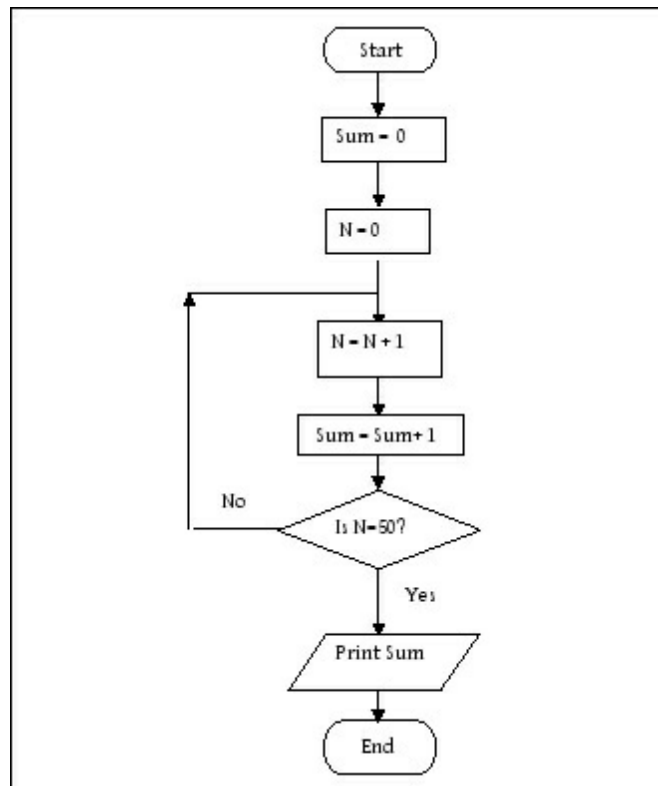 Start
Sum = 0
N = 0
N = N + 1
Sum = Sum+ 1
No
Is N=50?
Yes
Print Sum
End